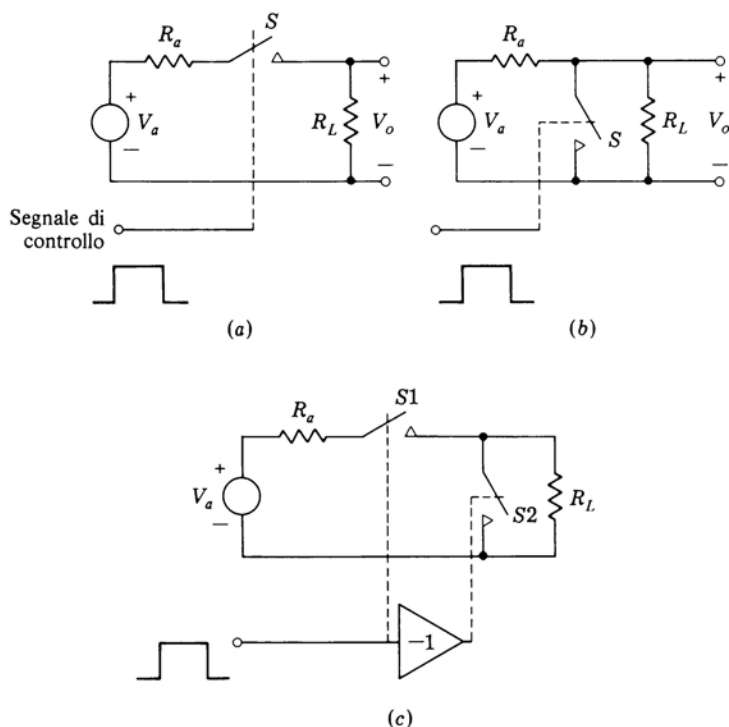 R_a
S
+
V_a
−
R_L
+
V_o
−
Segnale di
controllo
(a)
R_a
+
V_a
−
S
R_L
+
V_o
−
(b)
R_a
S1
+
V_a
−
S2
R_L
−1
(c)